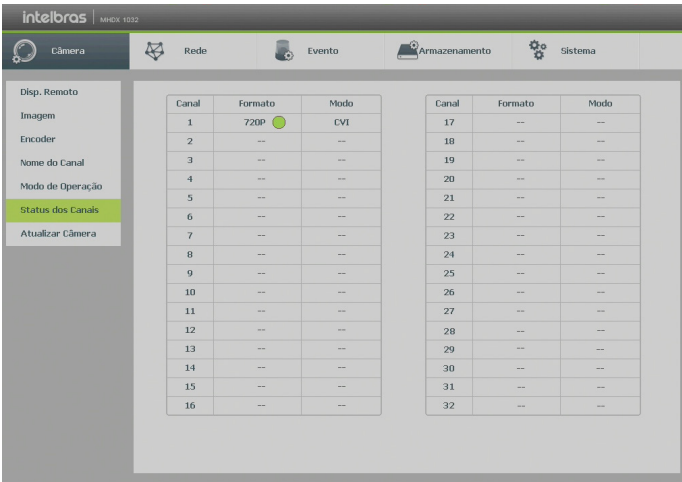 intelbras MHDX 1032
Câmera Rede Evento Armazenamento Sistema
Disp. Remoto
Imagem
Encoder
Nome do Canal
Modo de Operação
Status dos Canais
Atualizar Câmera
Canal Formato Modo
1 720P CVI
2 -- --
3 -- --
4 -- --
5 -- --
6 -- --
7 -- --
8 -- --
9 -- --
10 -- --
11 -- --
12 -- --
13 -- --
14 -- --
15 -- --
16 -- --
Canal Formato Modo
17 -- --
18 -- --
19 -- --
20 -- --
21 -- --
22 -- --
23 -- --
24 -- --
25 -- --
26 -- --
27 -- --
28 -- --
29 -- --
30 -- --
31 -- --
32 -- --